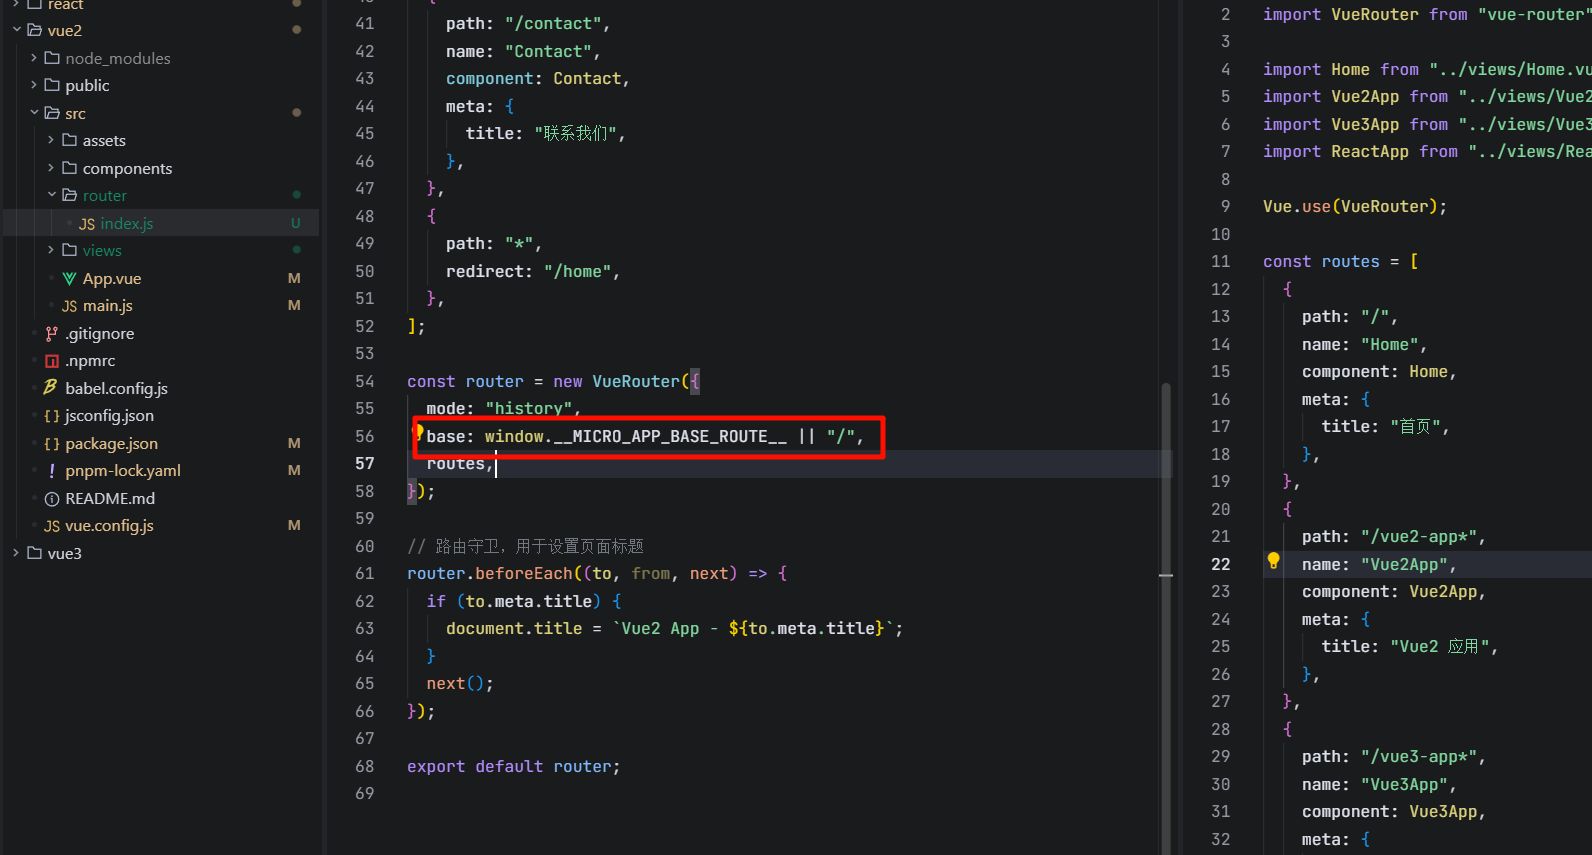 react
vue2
node_modules
public
src
assets
components
router
JS index.js U
views
App.vue M
JS main.js M
.gitignore
.npmrc
babel.config.js
{} jsconfig.json
{} package.json M
! pnpm-lock.yaml M
README.md
JS vue.config.js M
vue3
41 path: "/contact",
42 name: "Contact",
43 component: Contact,
44 meta: {
45 title: "联系我们",
46 },
47 },
48 {
49 path: "*",
50 redirect: "/home",
51 },
52 ];
53
54 const router = new VueRouter({
55 mode: "history",
56 base: window.__MICRO_APP_BASE_ROUTE__ || "/",
57 routes,
58 });
59
60 // 路由守卫，用于设置页面标题
61 router.beforeEach((to, from, next) => {
62 if (to.meta.title) {
63 document.title = `Vue2 App - ${to.meta.title}`;
64 }
65 next();
66 });
67
68 export default router;
69
2 import VueRouter from "vue-router"
3
4 import Home from "../views/Home.vu
5 import Vue2App from "../views/Vue2
6 import Vue3App from "../views/Vue3
7 import ReactApp from "../views/Rea
8
9 Vue.use(VueRouter);
10
11 const routes = [
12 {
13 path: "/",
14 name: "Home",
15 component: Home,
16 meta: {
17 title: "首页",
18 },
19 },
20 {
21 path: "/vue2-app*",
22 name: "Vue2App",
23 component: Vue2App,
24 meta: {
25 title: "Vue2 应用",
26 },
27 },
28 {
29 path: "/vue3-app*",
30 name: "Vue3App",
31 component: Vue3App,
32 meta: {